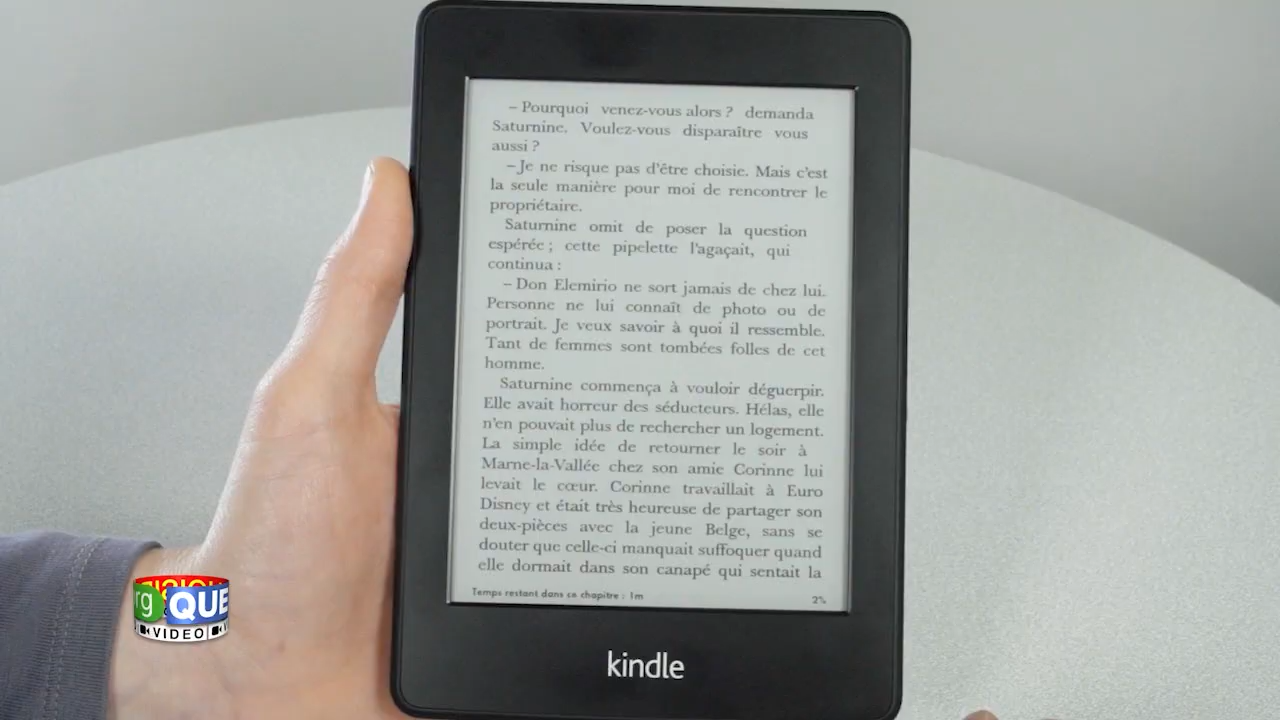 – Pourquoi venez-vous alors ? demanda
Saturnine. Voulez-vous disparaître vous
aussi ?
– Je ne risque pas d'être choisie. Mais c'est
la seule manière pour moi de rencontrer le
propriétaire.
Saturnine omit de poser la question
espérée ; cette pipelette l'agaçait, qui
continua :
– Don Elemirio ne sort jamais de chez lui.
Personne ne lui connaît de photo ou de
portrait. Je veux savoir à quoi il ressemble.
Tant de femmes sont tombées folles de cet
homme.
Saturnine commença à vouloir déguerpir.
Elle avait horreur des séducteurs. Hélas, elle
n'en pouvait plus de rechercher un logement.
La simple idée de retourner le soir à
Marne-la-Vallée chez son amie Corinne lui
levait le cœur. Corinne travaillait à Euro
Disney et était très heureuse de partager son
deux-pièces avec la jeune Belge, sans se
douter que celle-ci manquait suffoquer quand
elle dormait dans son canapé qui sentait la
Temps restant dans ce chapitre : 1m
2%
rg QUE
VIDEO
kindle